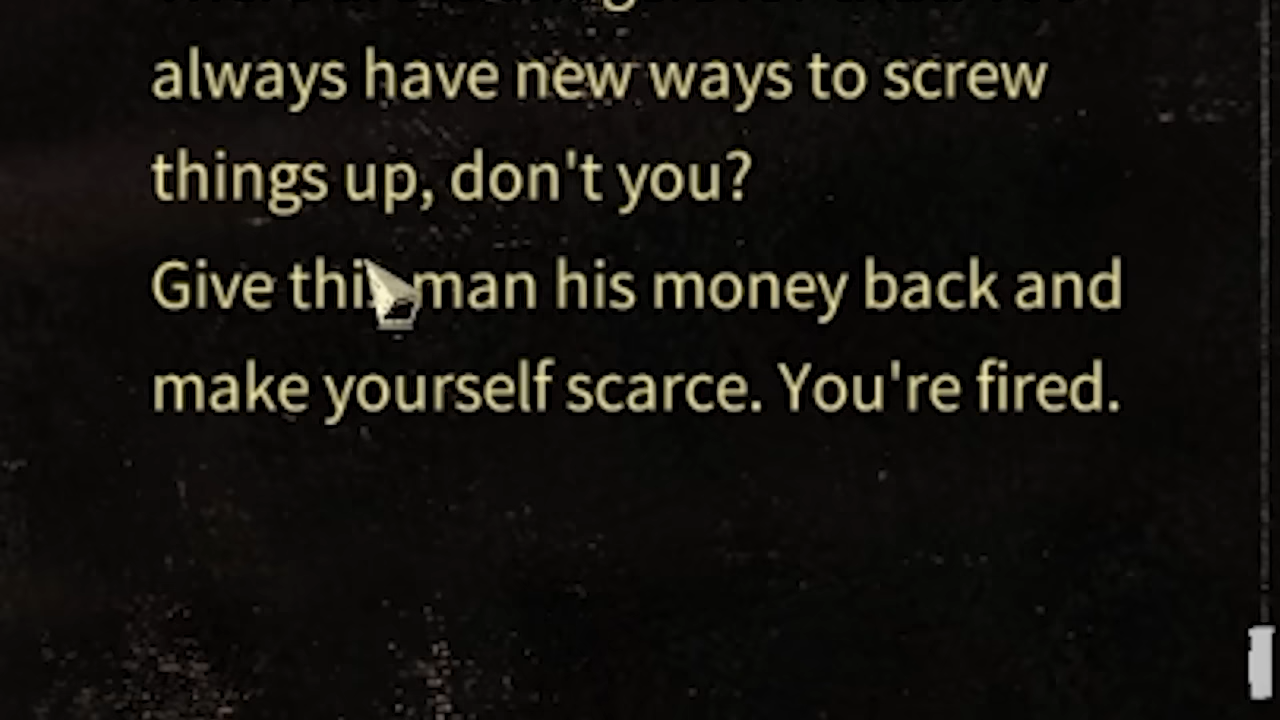 always have new ways to screw
things up, don't you?
Give this man his money back and
make yourself scarce. You're fired.